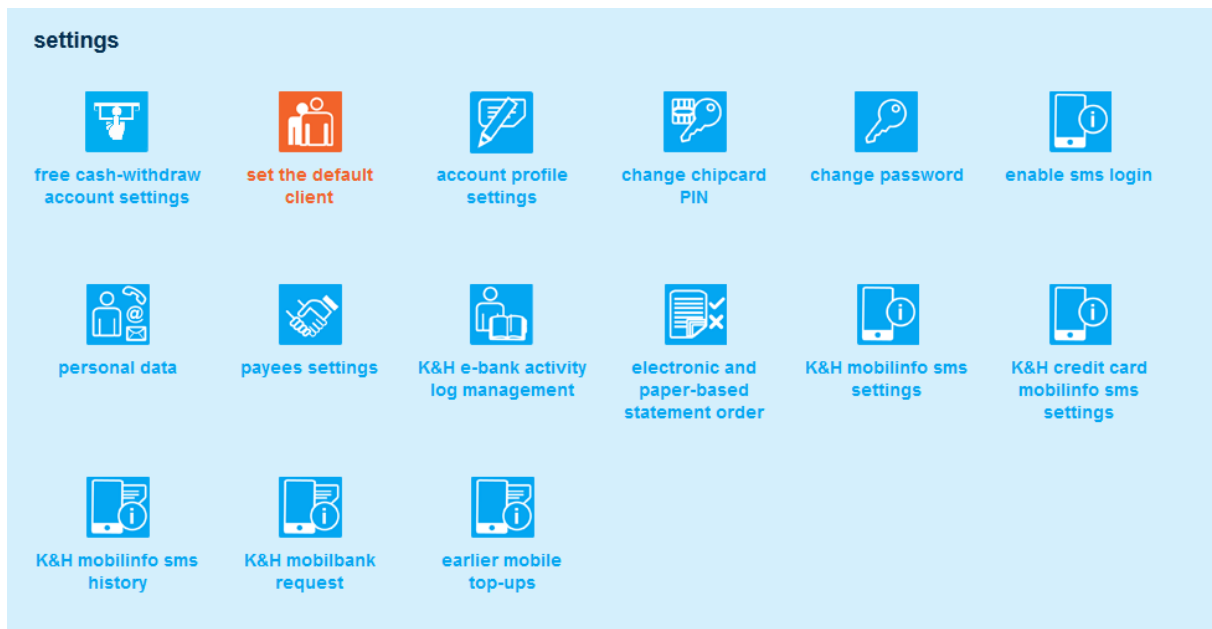 settings
free cash-withdraw
account settings
set the default
client
account profile
settings
change chipcard
PIN
change password
enable sms login
personal data
payees settings
K&H e-bank activity
log management
electronic and
paper-based
statement order
K&H mobilinfo sms
settings
K&H credit card
mobilinfo sms
settings
K&H mobilinfo sms
history
K&H mobilbank
request
earlier mobile
top-ups